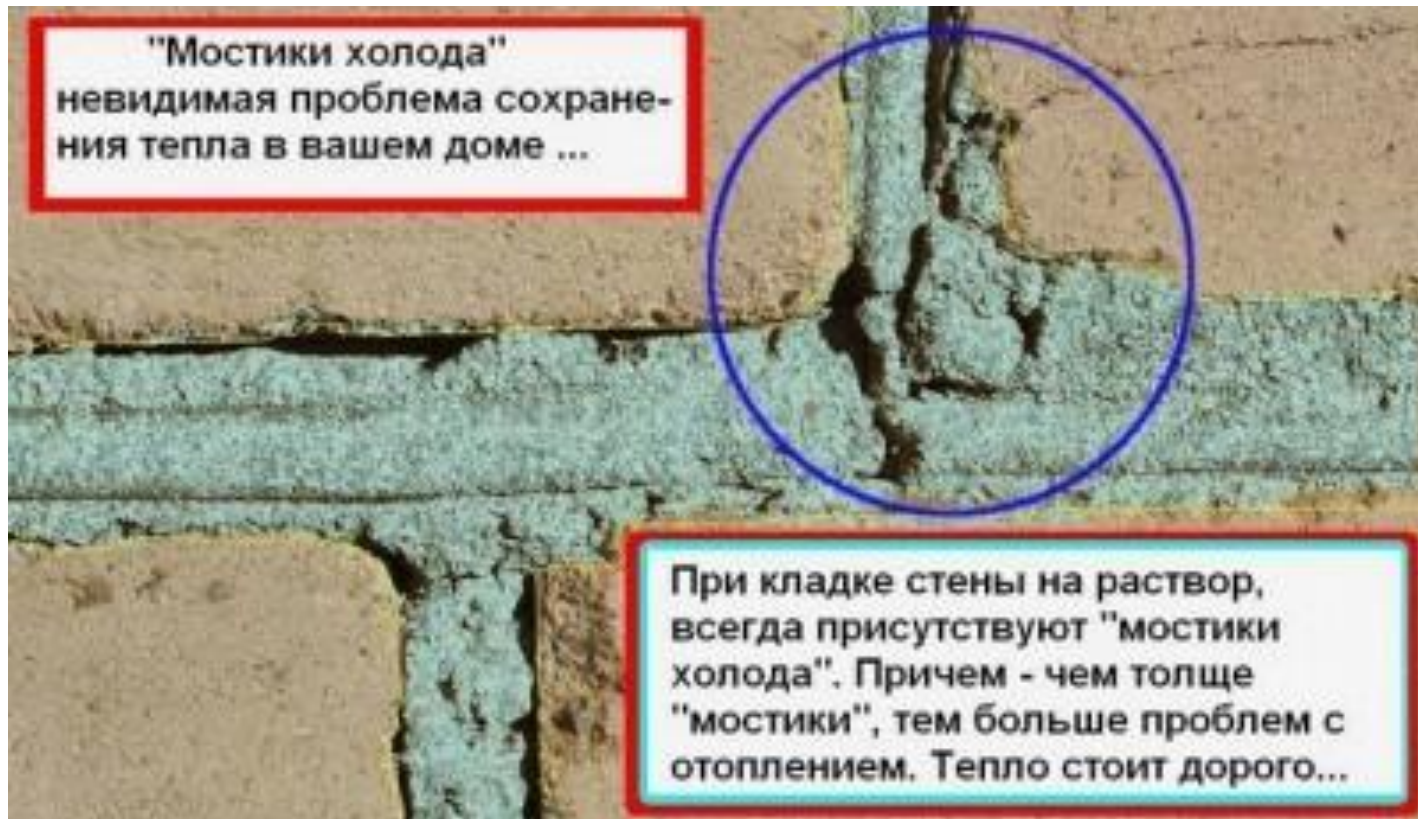 "Мостики холода"
невидимая проблема сохране-
ния тепла в вашем доме ...
При кладке стены на раствор,
всегда присутствуют "мостики
холода". Причем - чем толще
"мостики", тем больше проблем с
отоплением. Тепло стоит дорого...